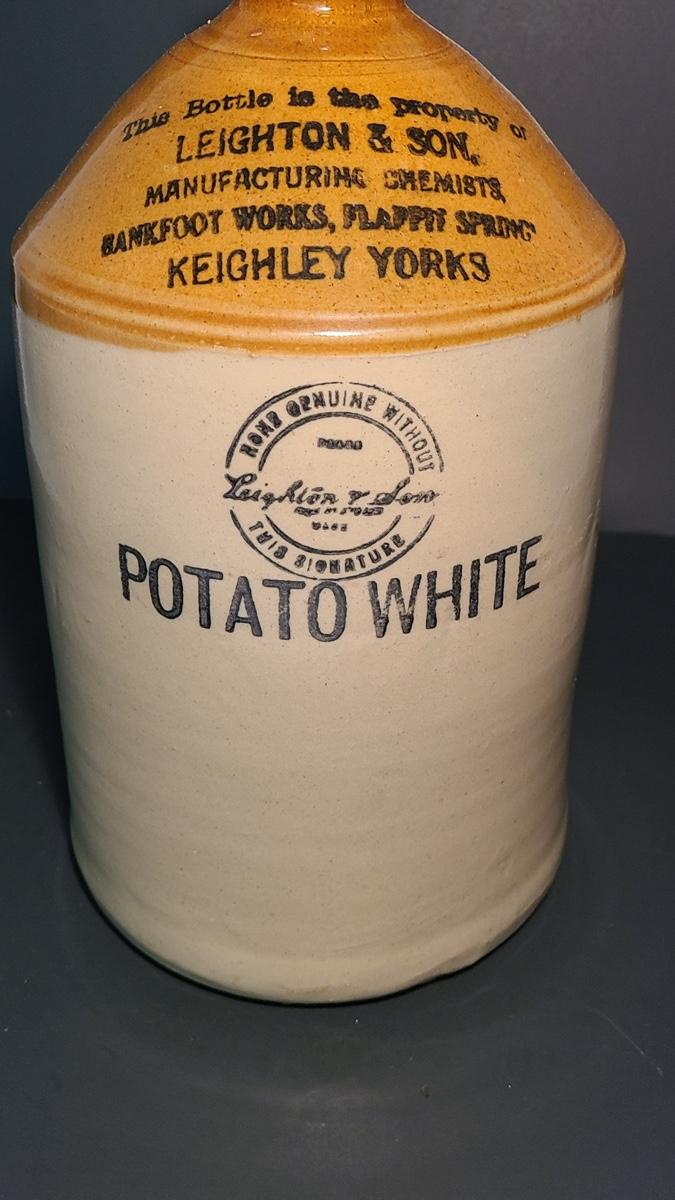 This Bottle is the property of
LEIGHTON & SON,
MANUFACTURING CHEMISTS,
BANKFOOT WORKS, FLAPPIT SPRING
KEIGHLEY YORKS
NONE GENUINE WITHOUT
Leighton & Son
THIS SIGNATURE
POTATO WHITE